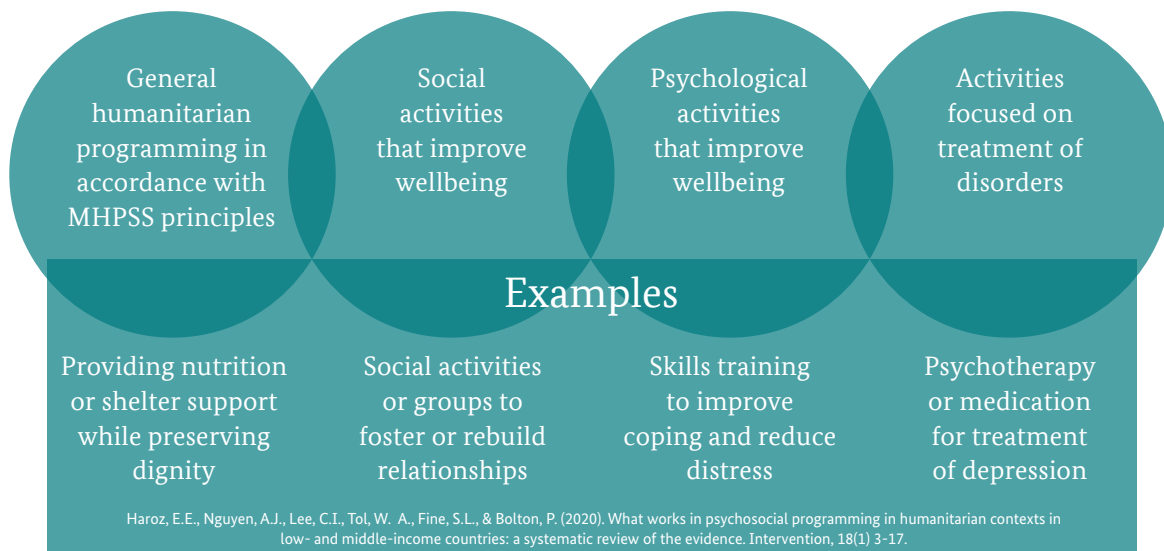 General
humanitarian
programming in
accordance with
MHPSS principles
Social
activities
that improve
wellbeing
Psychological
activities
that improve
wellbeing
Activities
focused on
treatment of
disorders
Examples
Providing nutrition
or shelter support
while preserving
dignity
Social activities
or groups to
foster or rebuild
relationships
Skills training
to improve
coping and reduce
distress
Psychotherapy
or medication
for treatment
of depression
Haroz, E.E., Nguyen, A.J., Lee, C.I., Tol, W. A., Fine, S.L., & Bolton, P. (2020). What works in psychosocial programming in humanitarian contexts in
low- and middle-income countries: a systematic review of the evidence. Intervention, 18(1) 3-17.